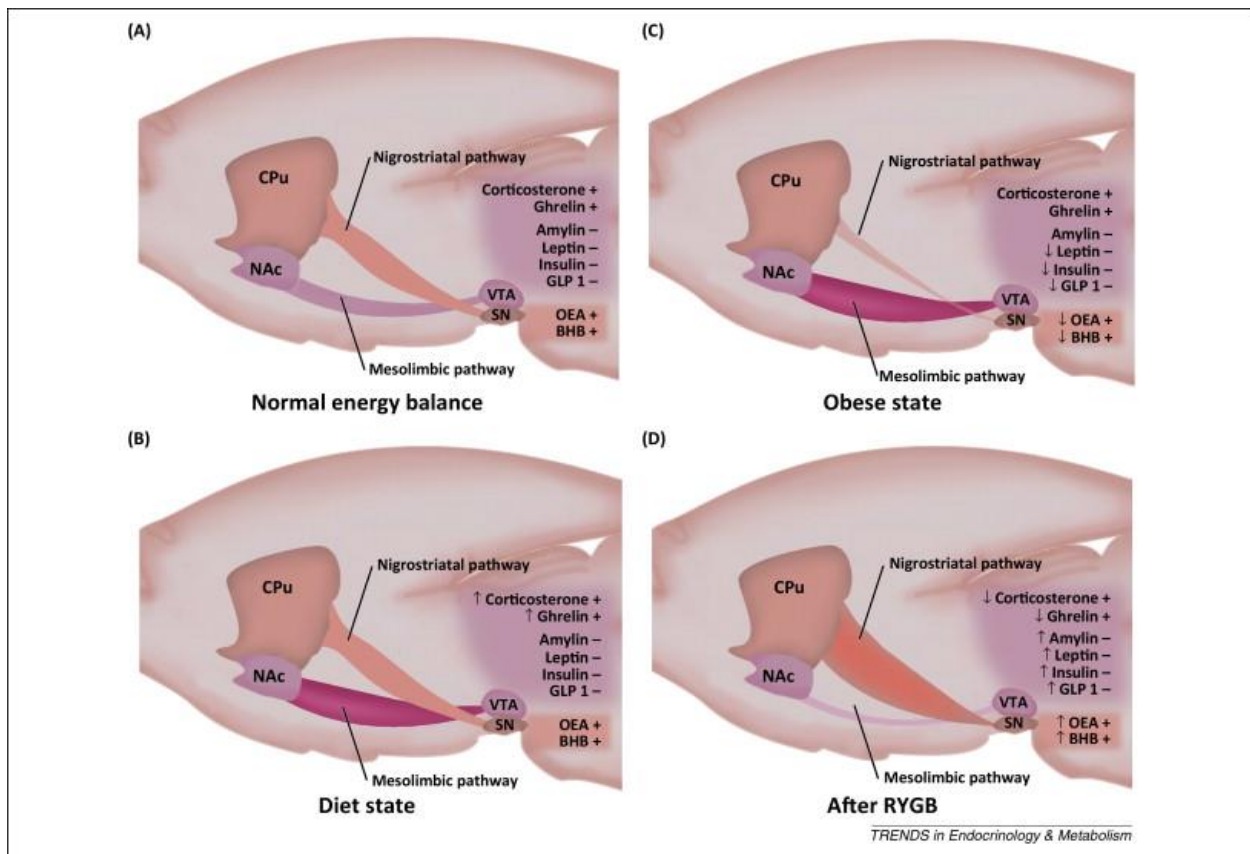 (A)
Nigrostriatal pathway
CPu
Corticosterone +
Ghrelin +
Amylin –
Leptin –
Insulin –
GLP 1 –
NAc
VTA
SN
OEA +
BHB +
Mesolimbic pathway
Normal energy balance
(C)
Nigrostriatal pathway
CPu
Corticosterone +
Ghrelin +
Amylin –
↓ Leptin –
↓ Insulin –
↓ GLP 1 –
NAc
VTA
SN
↓ OEA +
↓ BHB +
Mesolimbic pathway
Obese state
(B)
Nigrostriatal pathway
CPu
↑ Corticosterone +
↑ Ghrelin +
Amylin –
Leptin –
Insulin –
GLP 1 –
NAc
VTA
SN
OEA +
BHB +
Mesolimbic pathway
Diet state
(D)
Nigrostriatal pathway
CPu
↓ Corticosterone +
↓ Ghrelin +
↑ Amylin –
↑ Leptin –
↑ Insulin –
↑ GLP 1 –
NAc
VTA
SN
↑ OEA +
↑ BHB +
Mesolimbic pathway
After RYGB
TRENDS in Endocrinology & Metabolism